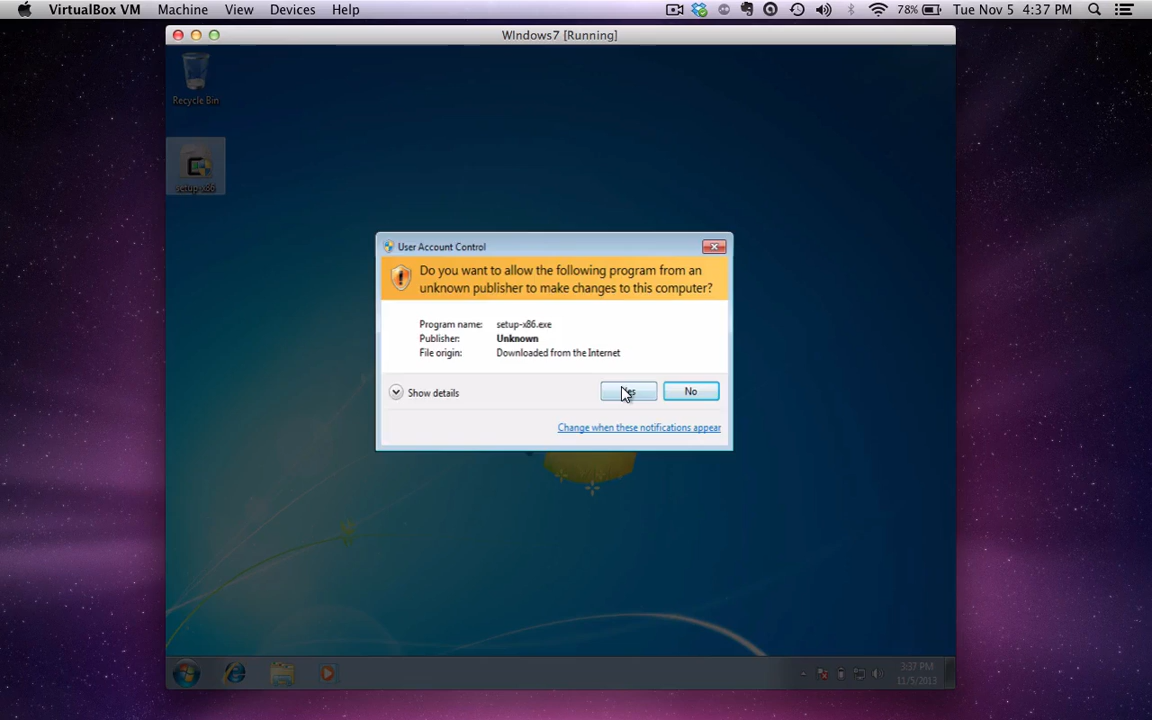 VirtualBox VM Machine View Devices Help 78% Tue Nov 5 4:37 PM
WIndows7 [Running]
Recycle Bin
setup-x86
User Account Control
Do you want to allow the following program from an
unknown publisher to make changes to this computer?
Program name: setup-x86.exe
Publisher: Unknown
File origin: Downloaded from the Internet
Show details
No
Change when these notifications appear
3:37 PM
11/5/2013